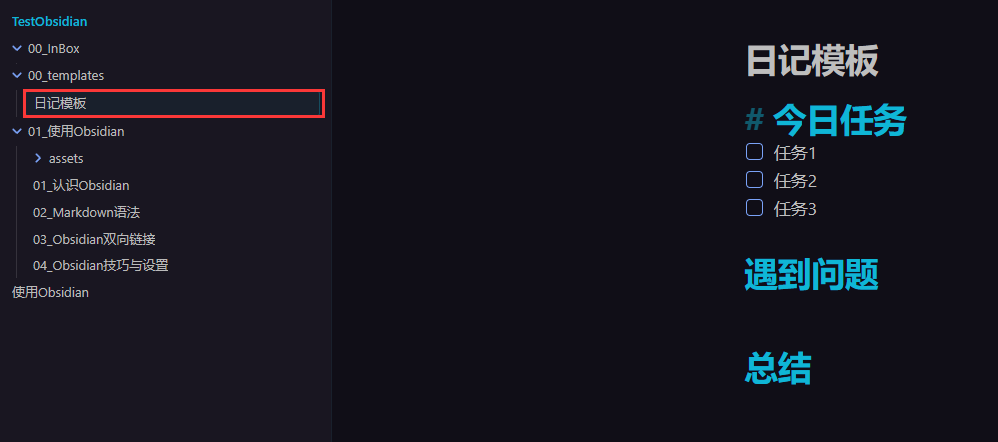 TestObsidian
00_InBox
00_templates
日记模板
01_使用Obsidian
assets
01_认识Obsidian
02_Markdown语法
03_Obsidian双向链接
04_Obsidian技巧与设置
使用Obsidian
日记模板
# 今日任务
任务1
任务2
任务3
遇到问题
总结